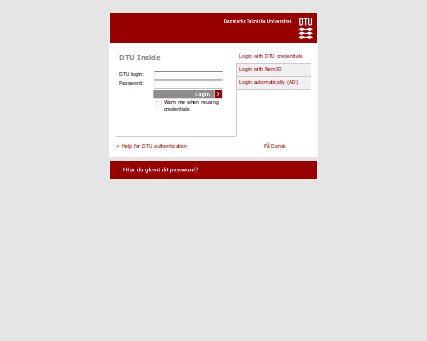 Danmarks Tekniske Universitet
DTU
DTU Inside
Login with DTU credentials
Login with NemID
Login automatically (AD)
DTU login:
Password:
Login
Warn me when reusing
credentials
> Help for DTU authentication
På Dansk
>Har du glemt dit password?